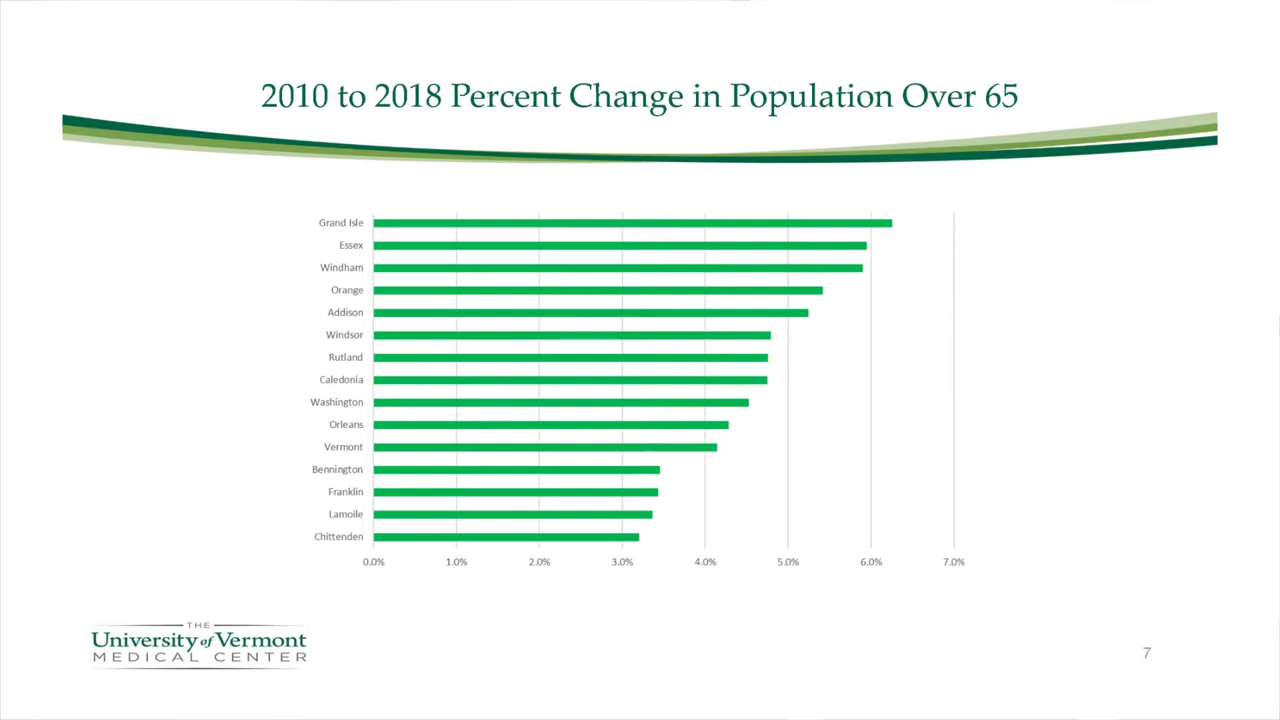 2010 to 2018 Percent Change in Population Over 65
Grand Isle
Essex
Windham
Orange
Addison
Windsor
Rutland
Caledonia
Washington
Orleans
Vermont
Bennington
Franklin
Lamoile
Chittenden
0.0% 1.0% 2.0% 3.0% 4.0% 5.0% 6.0% 7.0%
THE
University of Vermont
MEDICAL CENTER
7